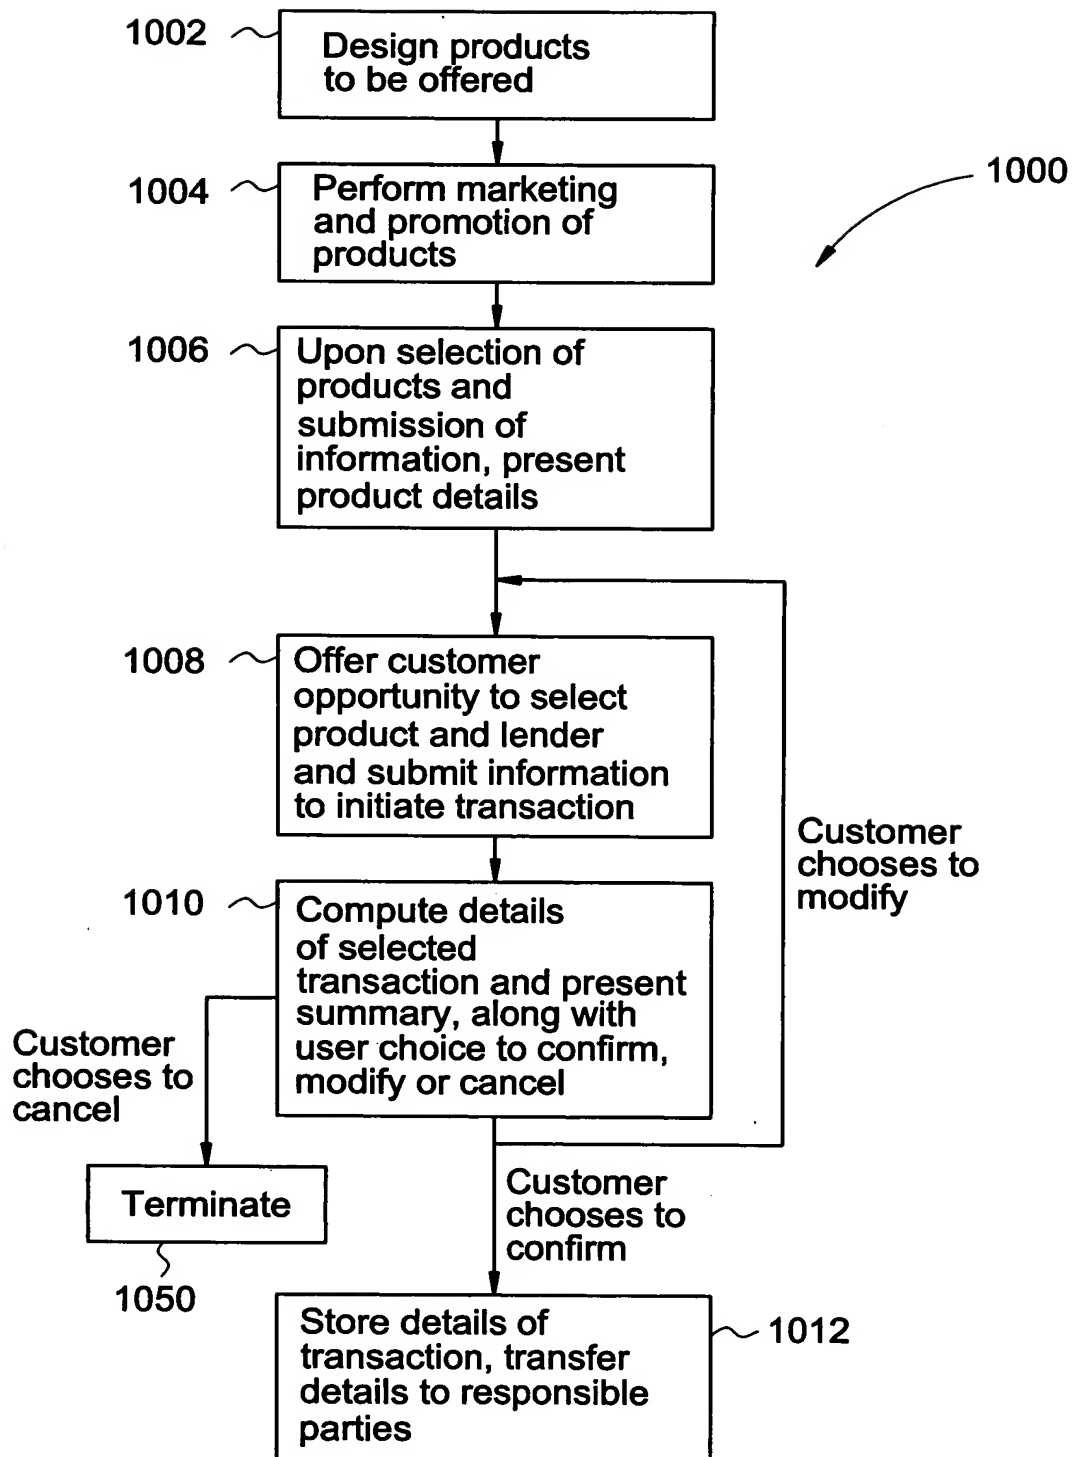 1002
Design products
to be offered
1004
Perform marketing
and promotion of
products
1000
1006
Upon selection of
products and
submission of
information, present
product details
1008
Offer customer
opportunity to select
product and lender
and submit information
to initiate transaction
Customer
chooses to
modify
1010
Compute details
of selected
transaction and present
summary, along with
user choice to confirm,
modify or cancel
Customer
chooses to
cancel
Terminate
1050
Customer
chooses to
confirm
Store details of
transaction, transfer
details to responsible
parties
1012